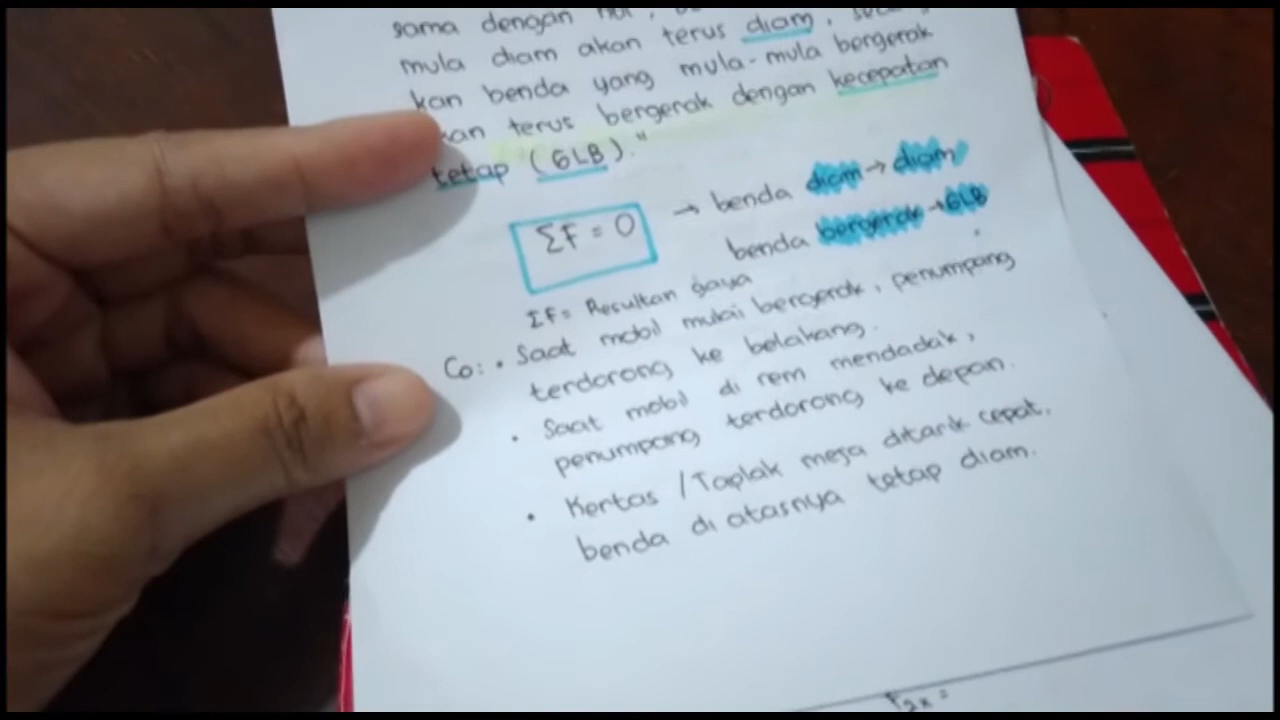 sama dengan
mula diam akan terus diam,
kan benda yang mula-mula bergerak
kan terus bergerak dengan kecepatan
tetap (GLB)."
ΣF = 0 → benda diam → diam
benda bergerak → GLB
ΣF = Resultan gaya
Co: • Saat mobil mulai bergerak, penumpang
terdorong ke belakang.
• Saat mobil di rem mendadak,
penumpang terdorong ke depan.
• Kertas / Taplak meja ditarik cepat,
benda di atasnya tetap diam.